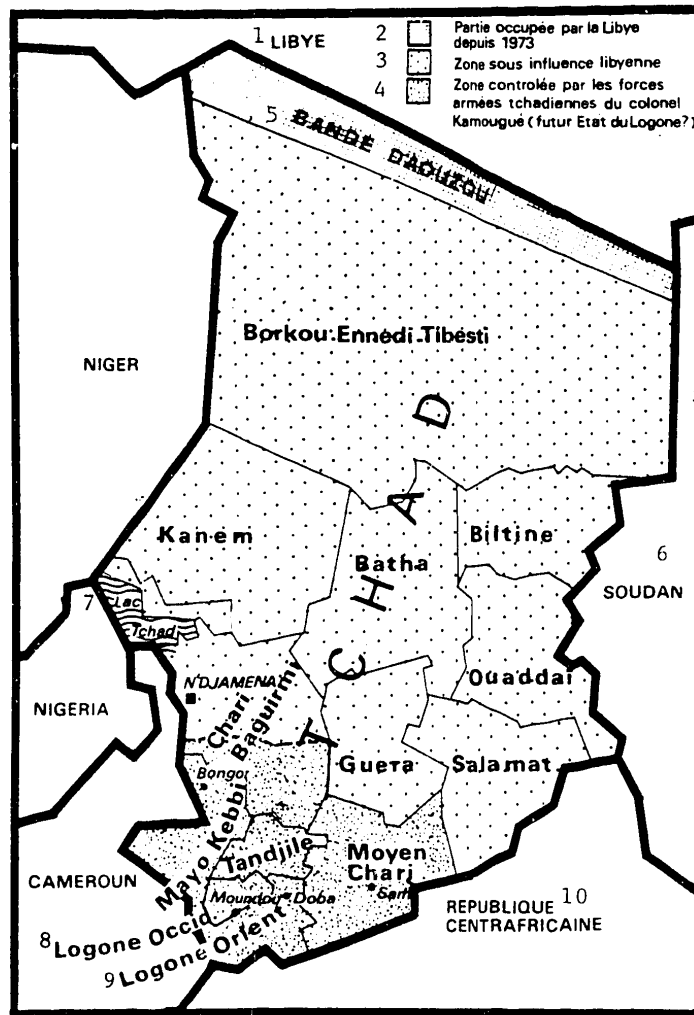 1 LIBYE
2 Partie occupée par la Libye
depuis 1973
3 Zone sous influence libyenne
4 Zone controlée par les forces
armées tchadiennes du colonel
Kamougué (futur Etat du Logone?)
5 BANDE D'AOUZOU
Borkou-Ennedi-Tibesti
NIGER
TCHAD
Kanem
Batha
Biltine
6
SOUDAN
7
Lac
Tchad
N'DJAMENA
Chari
Baguirmi
Ouaddai
NIGERIA
Guera
Salamat
Bongo
Mayo Kebbi
Tandjile
Moyen
Chari
CAMEROUN
Moundou
Doba
Sarh
10
REPUBLIQUE
CENTRAFRICAINE
8 Logone Occid
9 Logone Orient